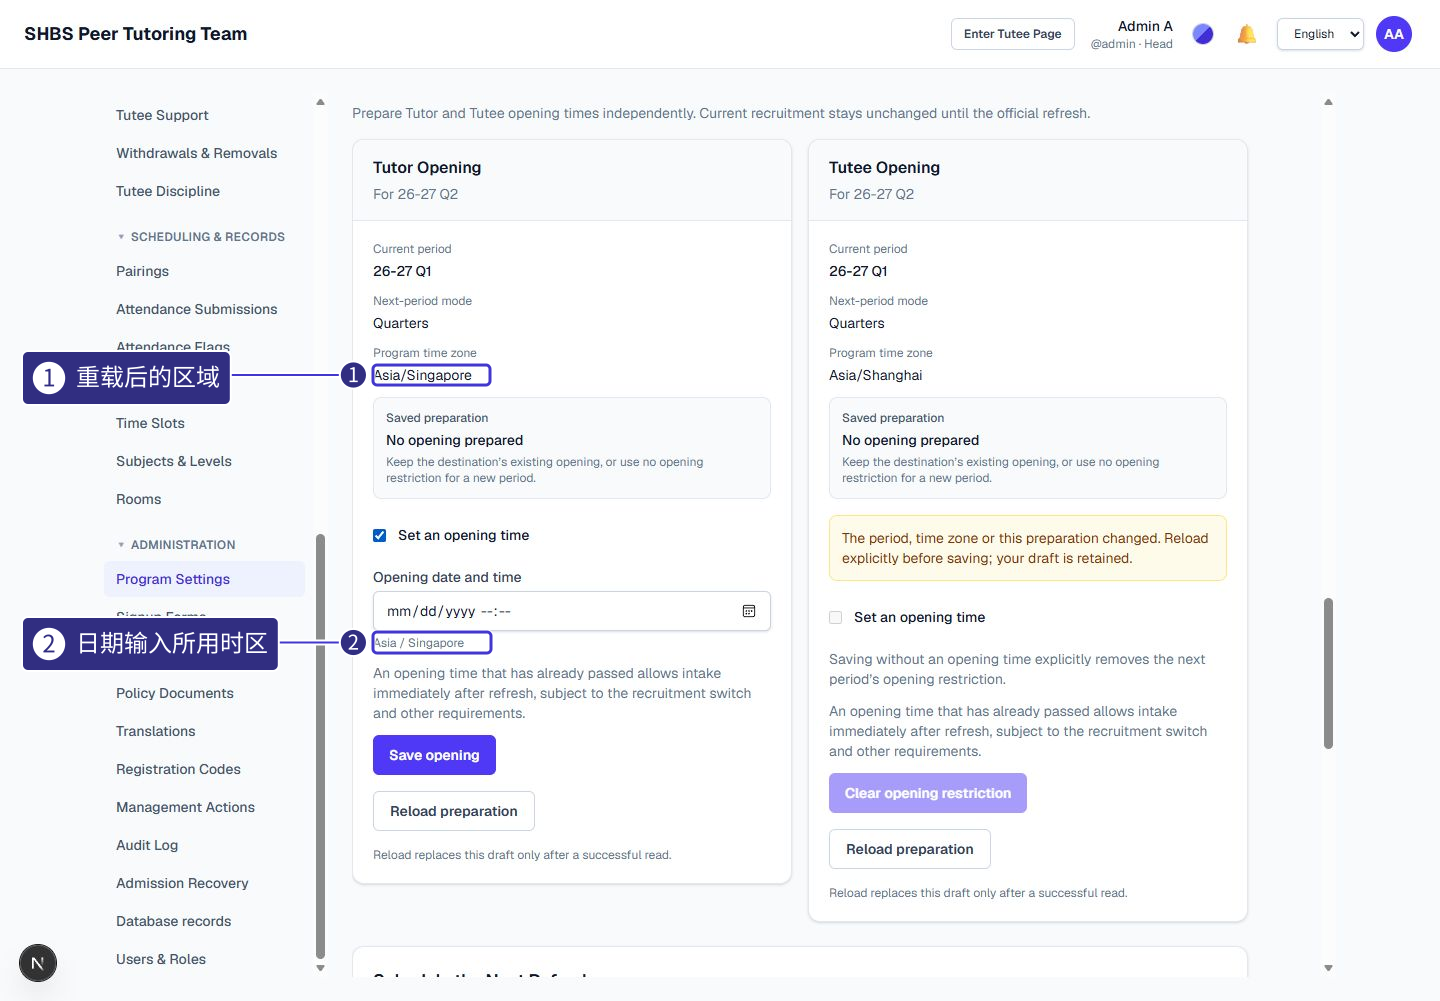 SHBS Peer Tutoring Team
Enter Tutee Page
Admin A
@admin · Head
English
AA
Tutee Support
Withdrawals & Removals
Tutee Discipline
SCHEDULING & RECORDS
Pairings
Attendance Submissions
Attendance Flags
1 重载后的区域
Time Slots
Subjects & Levels
Rooms
ADMINISTRATION
Program Settings
2 日期输入所用时区
Policy Documents
Translations
Registration Codes
Management Actions
Audit Log
Admission Recovery
Database records
Users & Roles
N
Prepare Tutor and Tutee opening times independently. Current recruitment stays unchanged until the official refresh.
Tutor Opening
For 26-27 Q2
Current period
26-27 Q1
Next-period mode
Quarters
Program time zone
1 Asia/Singapore
Saved preparation
No opening prepared
Keep the destination's existing opening, or use no opening
restriction for a new period.
Set an opening time
Opening date and time
mm/dd/yyyy --:--
2 Asia / Singapore
An opening time that has already passed allows intake
immediately after refresh, subject to the recruitment switch
and other requirements.
Save opening
Reload preparation
Reload replaces this draft only after a successful read.
Tutee Opening
For 26-27 Q2
Current period
26-27 Q1
Next-period mode
Quarters
Program time zone
Asia/Shanghai
Saved preparation
No opening prepared
Keep the destination's existing opening, or use no opening
restriction for a new period.
The period, time zone or this preparation changed. Reload
explicitly before saving; your draft is retained.
Set an opening time
Saving without an opening time explicitly removes the next
period's opening restriction.
An opening time that has already passed allows intake
immediately after refresh, subject to the recruitment switch
and other requirements.
Clear opening restriction
Reload preparation
Reload replaces this draft only after a successful read.